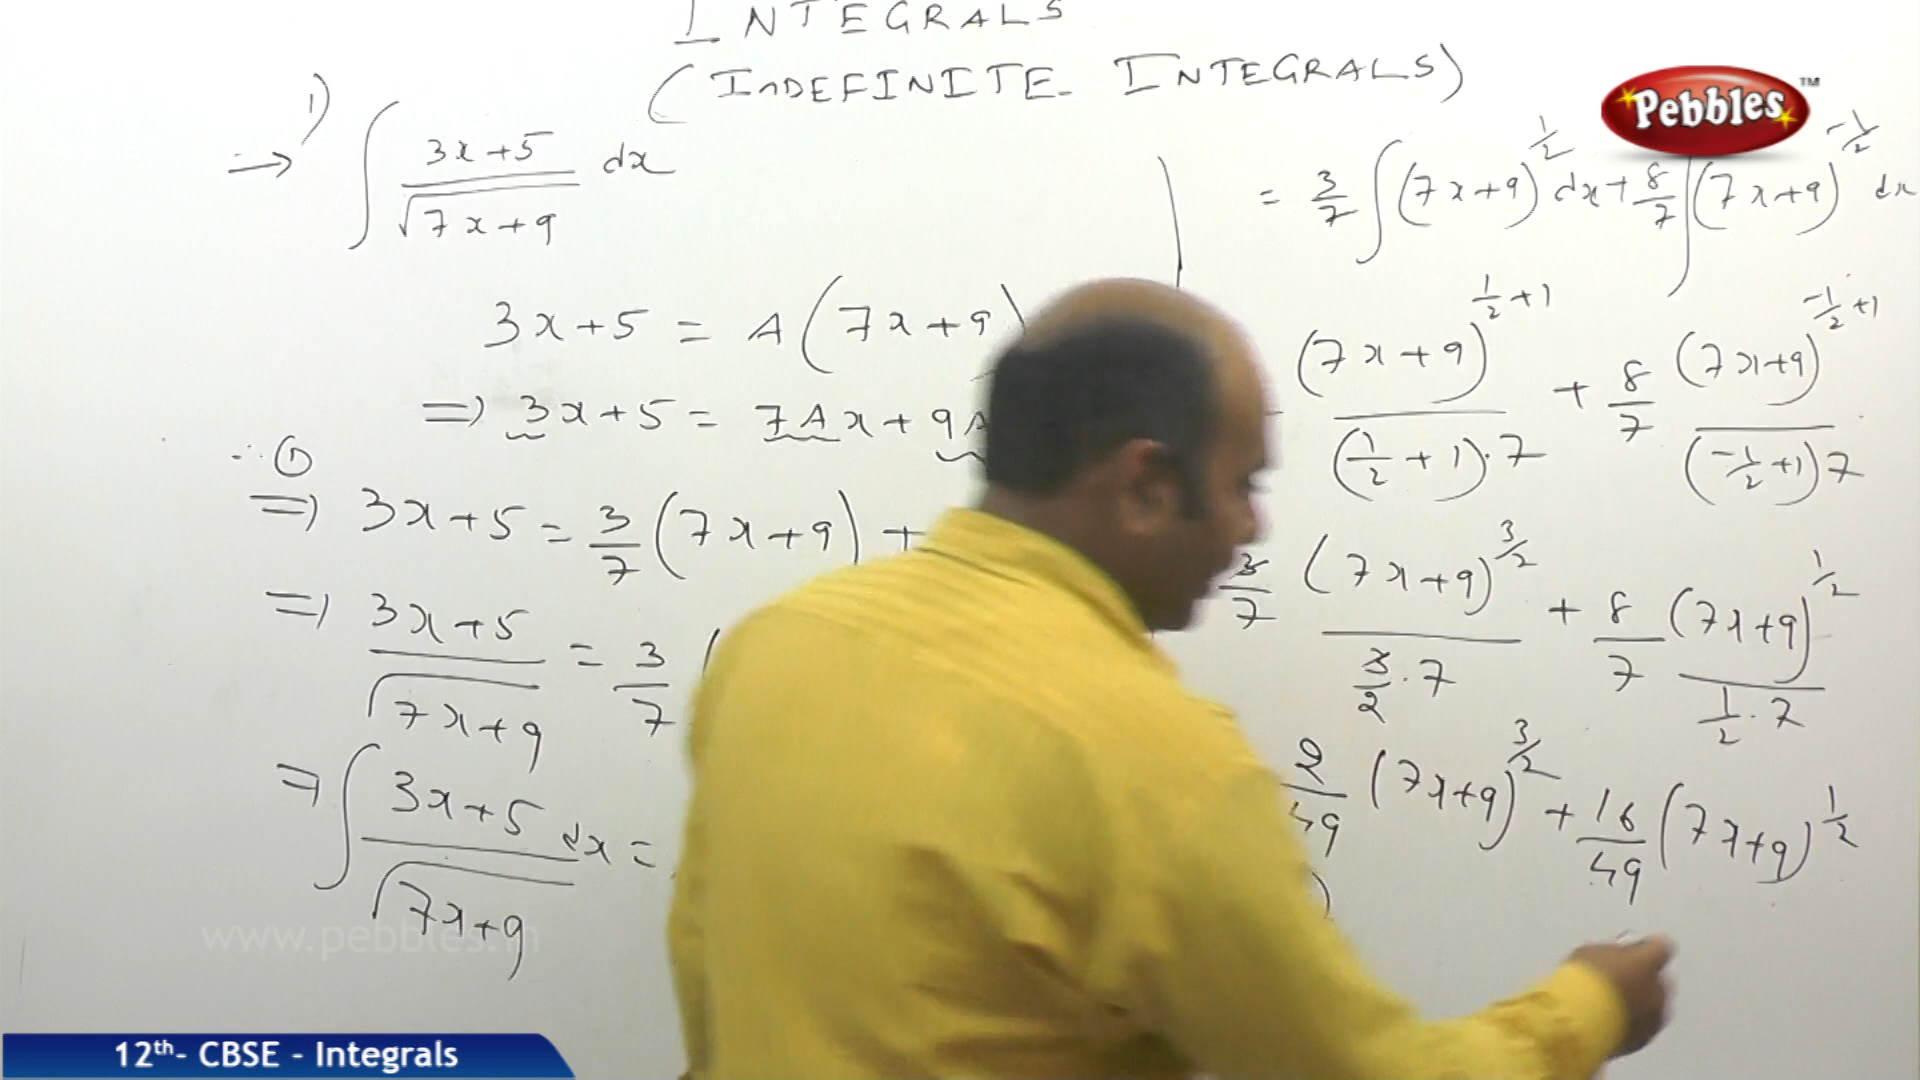 INTEGRALS
(INDEFINITE INTEGRALS)
Pebbles™
1)
→ ∫ (3x+5)/√(7x+9) dx
3x+5 = A(7x+9)
⇒ 3x+5 = 7Ax + 9A
∴ ①
⇒ 3x+5 = 3/7 (7x+9) +
⇒ (3x+5)/√(7x+9) = 3/7 (
⇒ ∫ (3x+5)/√(7x+9) dx =
= 3/7 ∫ (7x+9)^(1/2) dx + 8/7 ∫ (7x+9)^(-1/2) dx
(7x+9)^(1/2+1)/((1/2+1)·7) + 8/7 (7x+9)^(-1/2+1)/((-1/2+1)7)
3/7 (7x+9)^(3/2)/(3/2·7) + 8/7 (7x+9)^(1/2)/(1/2·7)
2/49 (7x+9)^(3/2) + 16/49 (7x+9)^(1/2)
www.pebbles.in
12th- CBSE - Integrals